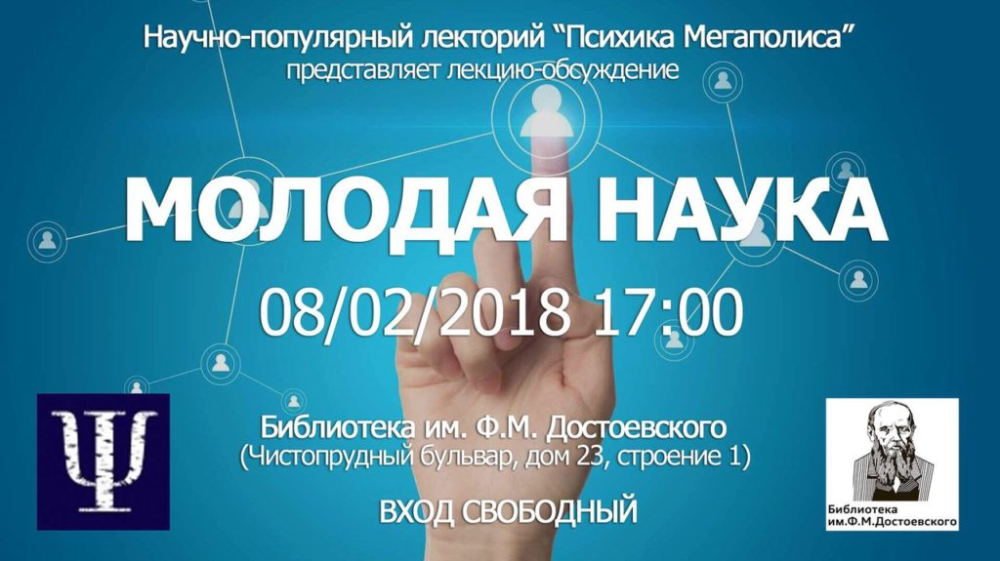 Научно-популярный лекторий “Психика Мегаполиса”
представляет лекцию-обсуждение
МОЛОДАЯ НАУКА
08/02/2018 17:00
Библиотека им. Ф.М. Достоевского
(Чистопрудный бульвар, дом 23, строение 1)
ВХОД СВОБОДНЫЙ
Ψ
Библиотека
им.Ф.М.Достоевского